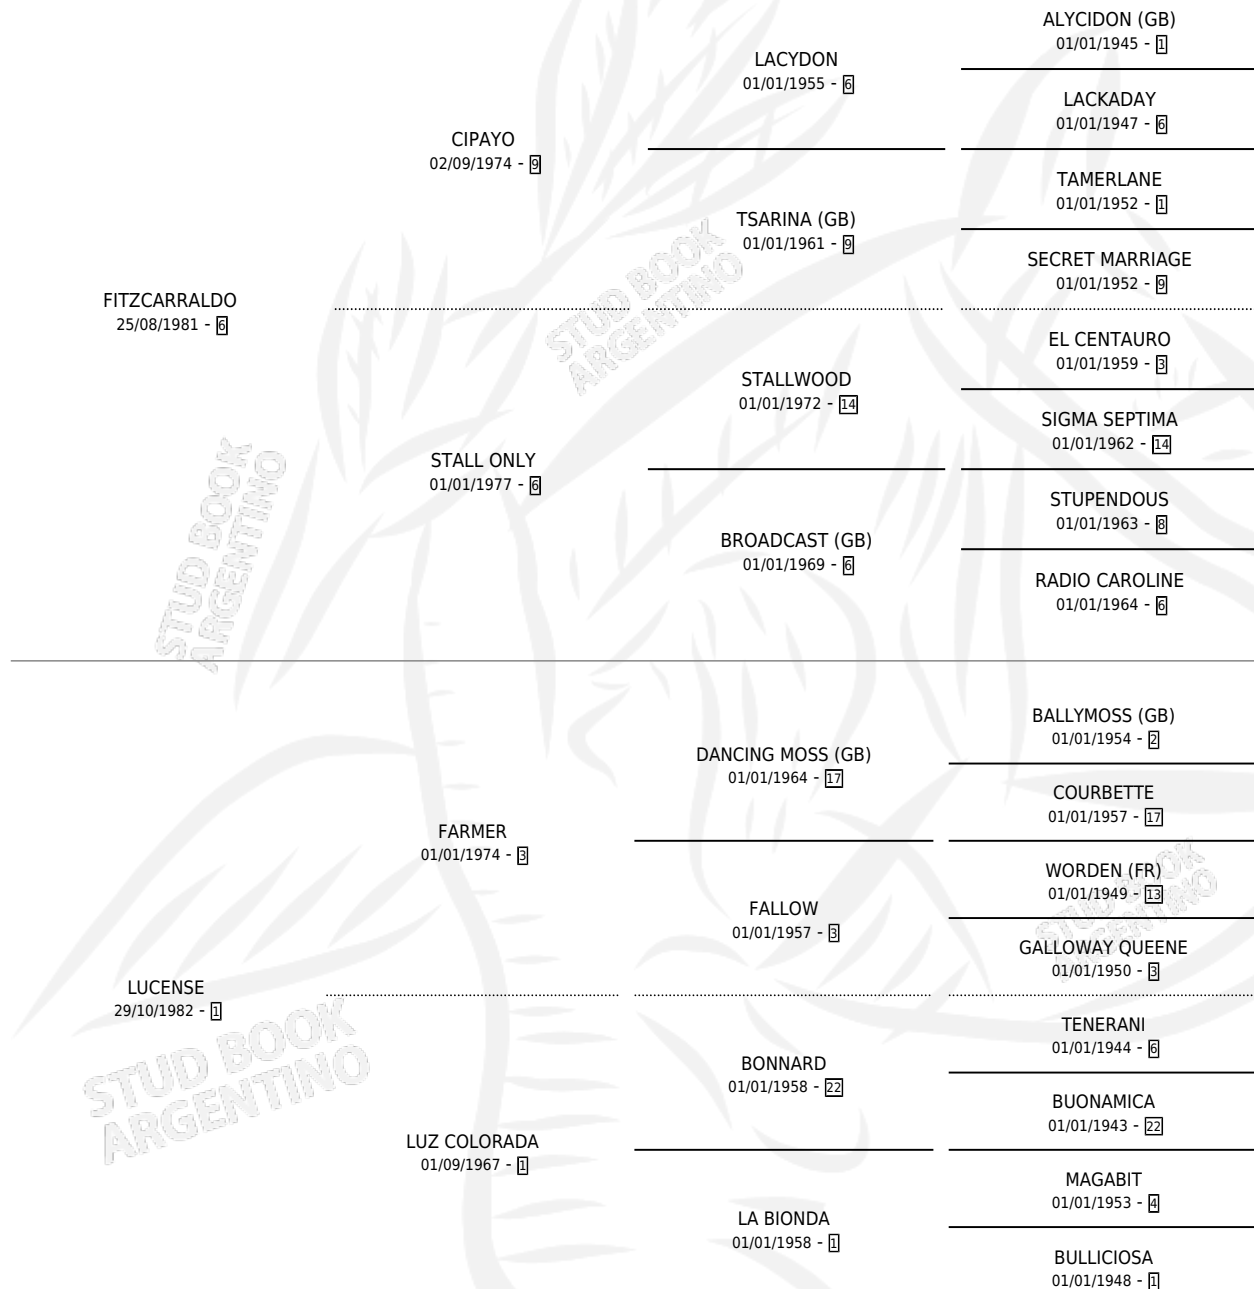 ALYCIDON (GB)
01/01/1945 - 1
LACYDON
01/01/1955 - 6
LACKADAY
01/01/1947 - 6
CIPAYO
02/09/1974 - 9
TAMERLANE
01/01/1952 - 1
TSARINA (GB)
01/01/1961 - 9
SECRET MARRIAGE
01/01/1952 - 9
FITZCARRALDO
25/08/1981 - 6
EL CENTAURO
01/01/1959 - 3
STALLWOOD
01/01/1972 - 14
SIGMA SEPTIMA
01/01/1962 - 14
STALL ONLY
01/01/1977 - 6
STUPENDOUS
01/01/1963 - 8
BROADCAST (GB)
01/01/1969 - 6
RADIO CAROLINE
01/01/1964 - 6
STUD BOOK
ARGENTINO
STUD BOOK
ARGENTINO
BALLYMOSS (GB)
01/01/1954 - 2
DANCING MOSS (GB)
01/01/1964 - 17
COURBETTE
01/01/1957 - 17
FARMER
01/01/1974 - 3
WORDEN (FR)
01/01/1949 - 13
FALLOW
01/01/1957 - 3
GALLOWAY QUEENE
01/01/1950 - 3
LUCENSE
29/10/1982 - 1
TENERANI
01/01/1944 - 6
BONNARD
01/01/1958 - 22
BUONAMICA
01/01/1943 - 22
LUZ COLORADA
01/09/1967 - 1
MAGABIT
01/01/1953 - 4
LA BIONDA
01/01/1958 - 1
BULLICIOSA
01/01/1948 - 1
STUD BOOK
ARGENTINO
STUD BOOK
ARGENTINO